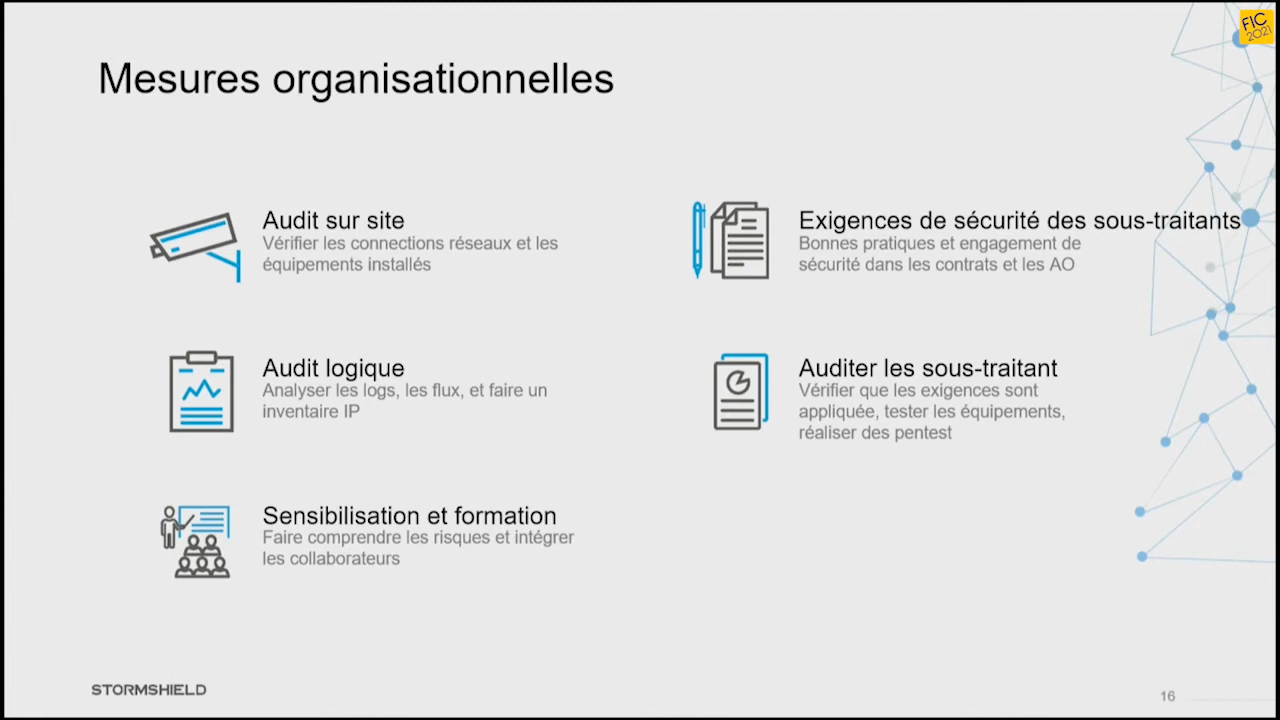 FIC
2021
Mesures organisationnelles
Audit sur site
Vérifier les connections réseaux et les
équipements installés
Audit logique
Analyser les logs, les flux, et faire un
inventaire IP
Sensibilisation et formation
Faire comprendre les risques et intégrer
les collaborateurs
Exigences de sécurité des sous-traitants
Bonnes pratiques et engagement de
sécurité dans les contrats et les AO
Auditer les sous-traitant
Vérifier que les exigences sont
appliquée, tester les équipements,
réaliser des pentest
STORMSHIELD
16